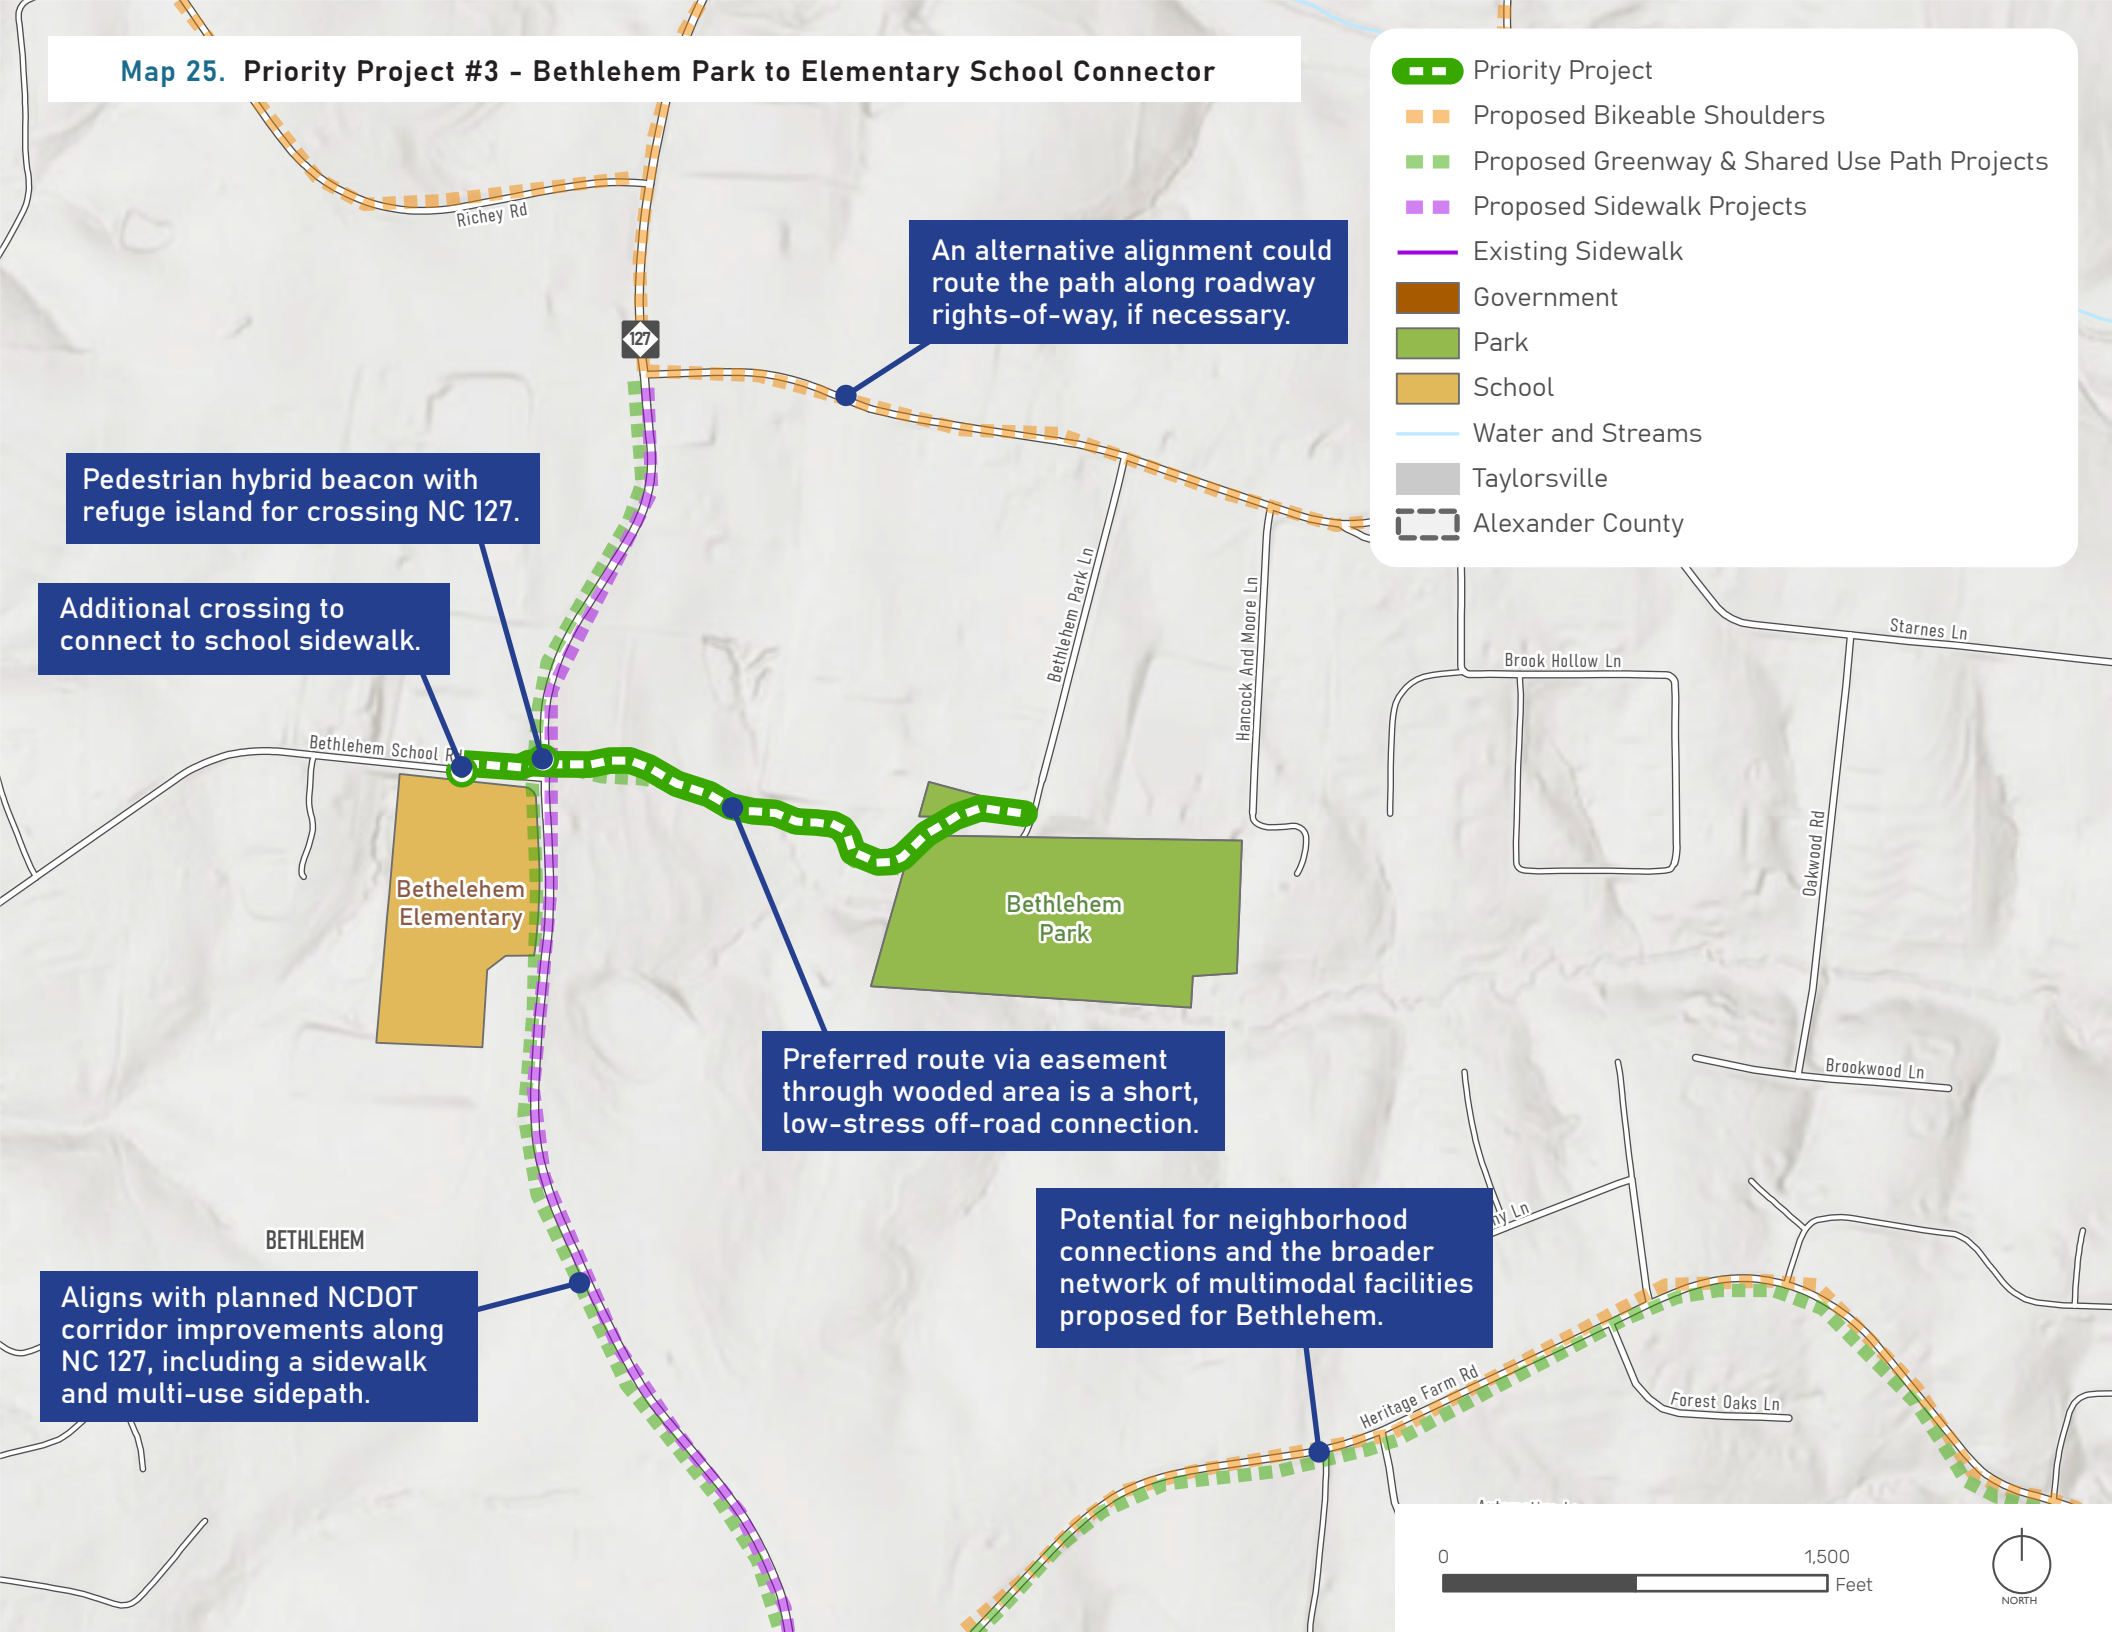 Map 25. Priority Project #3 - Bethlehem Park to Elementary School Connector
Priority Project
Proposed Bikeable Shoulders
Proposed Greenway & Shared Use Path Projects
Proposed Sidewalk Projects
Existing Sidewalk
Government
Park
School
Water and Streams
Taylorsville
Alexander County
Richey Rd
An alternative alignment could
route the path along roadway
rights-of-way, if necessary.
127
Pedestrian hybrid beacon with
refuge island for crossing NC 127.
Additional crossing to
connect to school sidewalk.
Bethlehem Park Ln
Hancock And Moore Ln
Starnes Ln
Brook Hollow Ln
Bethlehem School Rd
Oakwood Rd
Bethelehem
Elementary
Bethlehem
Park
Preferred route via easement
through wooded area is a short,
low-stress off-road connection.
Brookwood Ln
Potential for neighborhood
connections and the broader
network of multimodal facilities
proposed for Bethlehem.
Ln
BETHLEHEM
Aligns with planned NCDOT
corridor improvements along
NC 127, including a sidewalk
and multi-use sidepath.
Heritage Farm Rd
Forest Oaks Ln
0
1,500
Feet
NORTH